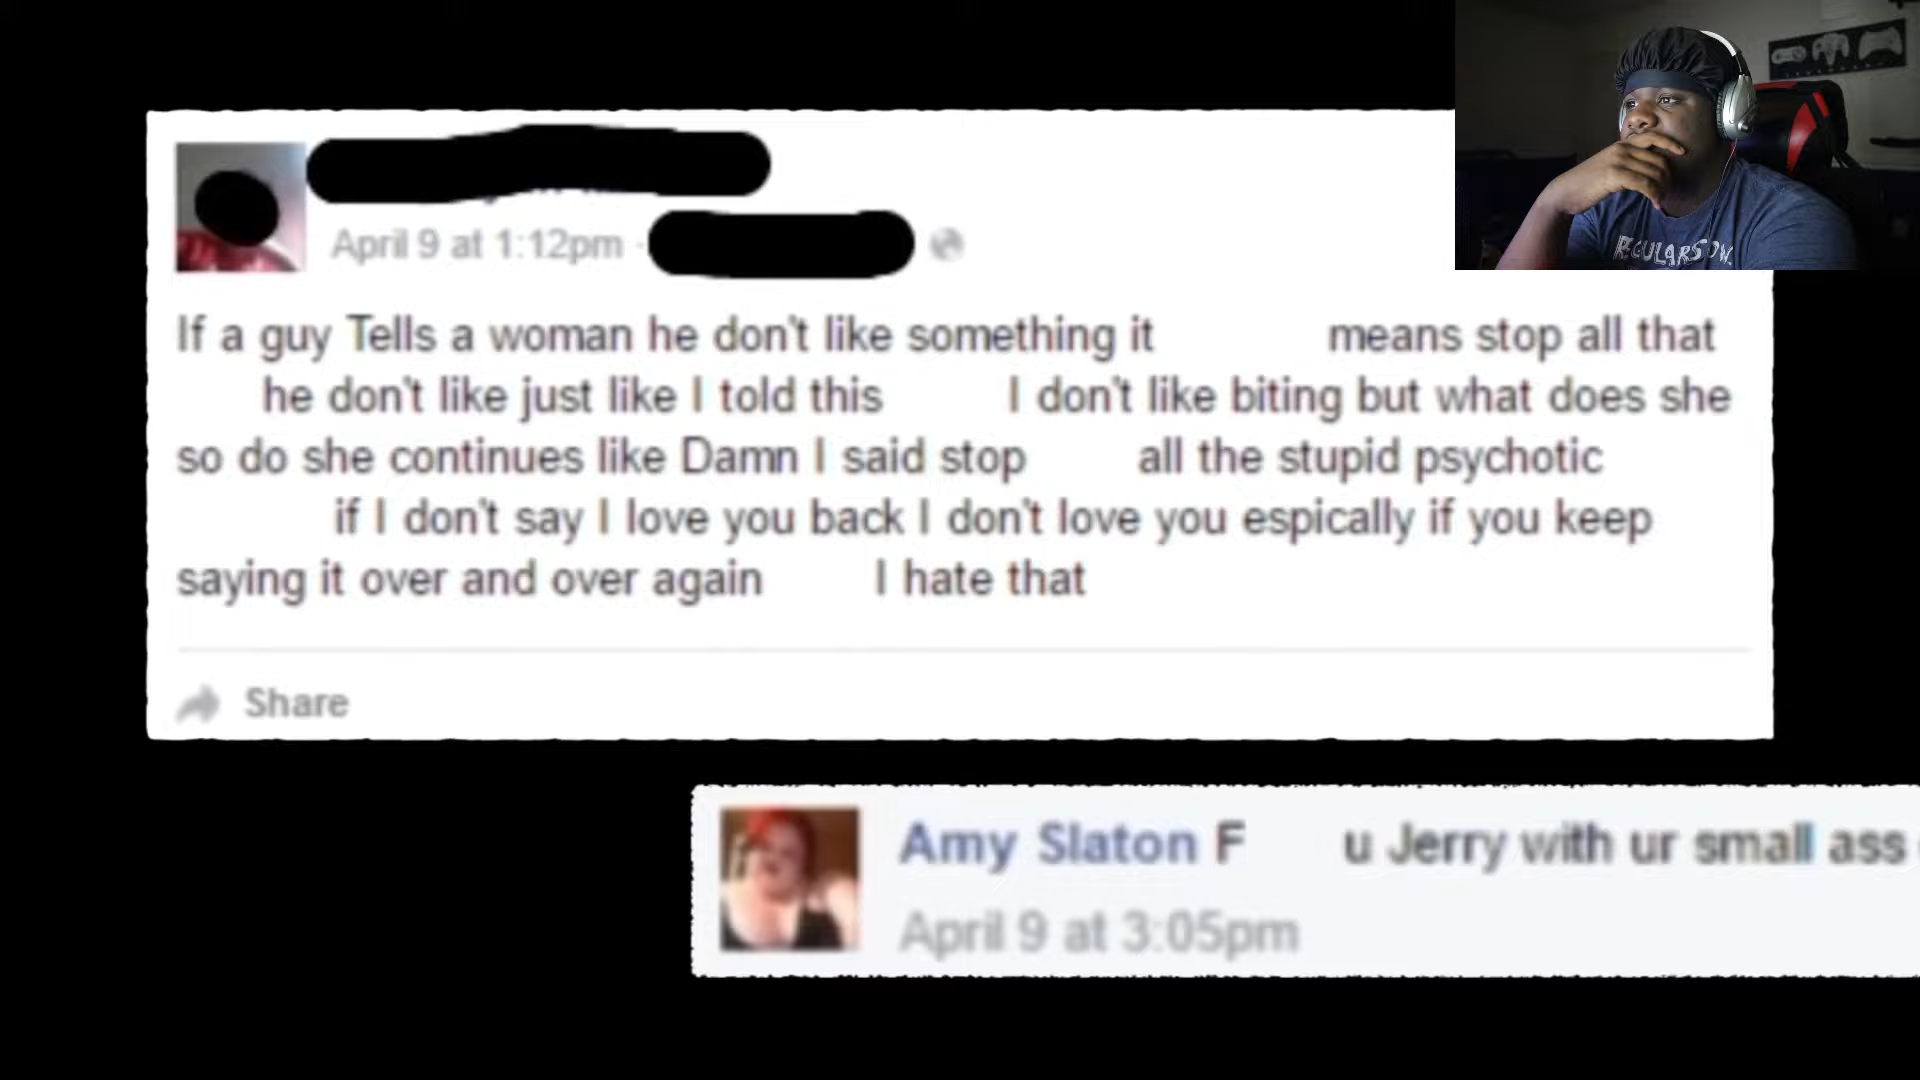 April 9 at 1:12pm
If a guy Tells a woman he don't like something it means stop all that
he don't like just like I told this I don't like biting but what does she
so do she continues like Damn I said stop all the stupid psychotic
if I don't say I love you back I don't love you espically if you keep
saying it over and over again I hate that
Share
Amy Slaton F u Jerry with ur small ass
April 9 at 3:05pm